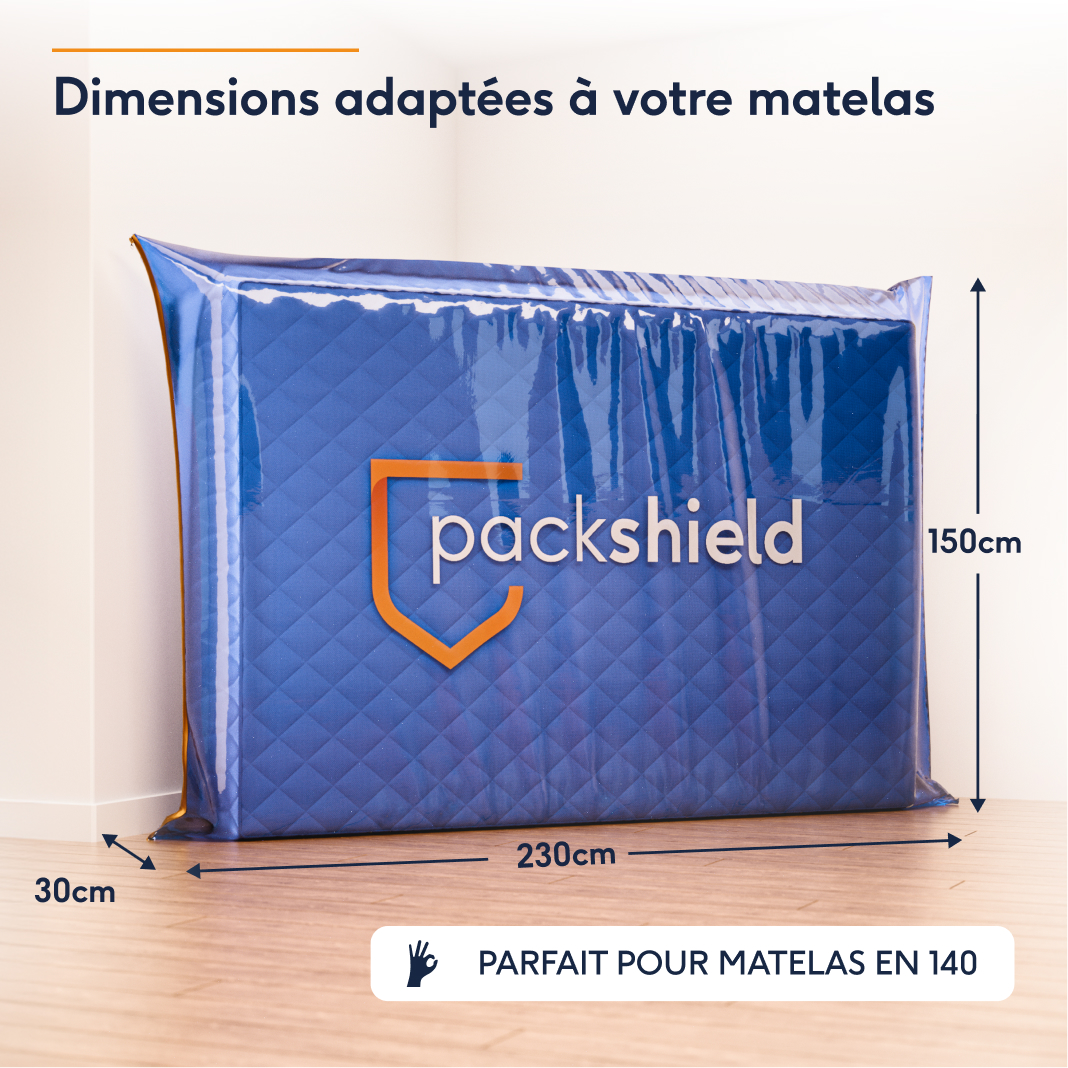 Dimensions adaptées à votre matelas
packshield
150cm
230cm
30cm
PARFAIT POUR MATELAS EN 140